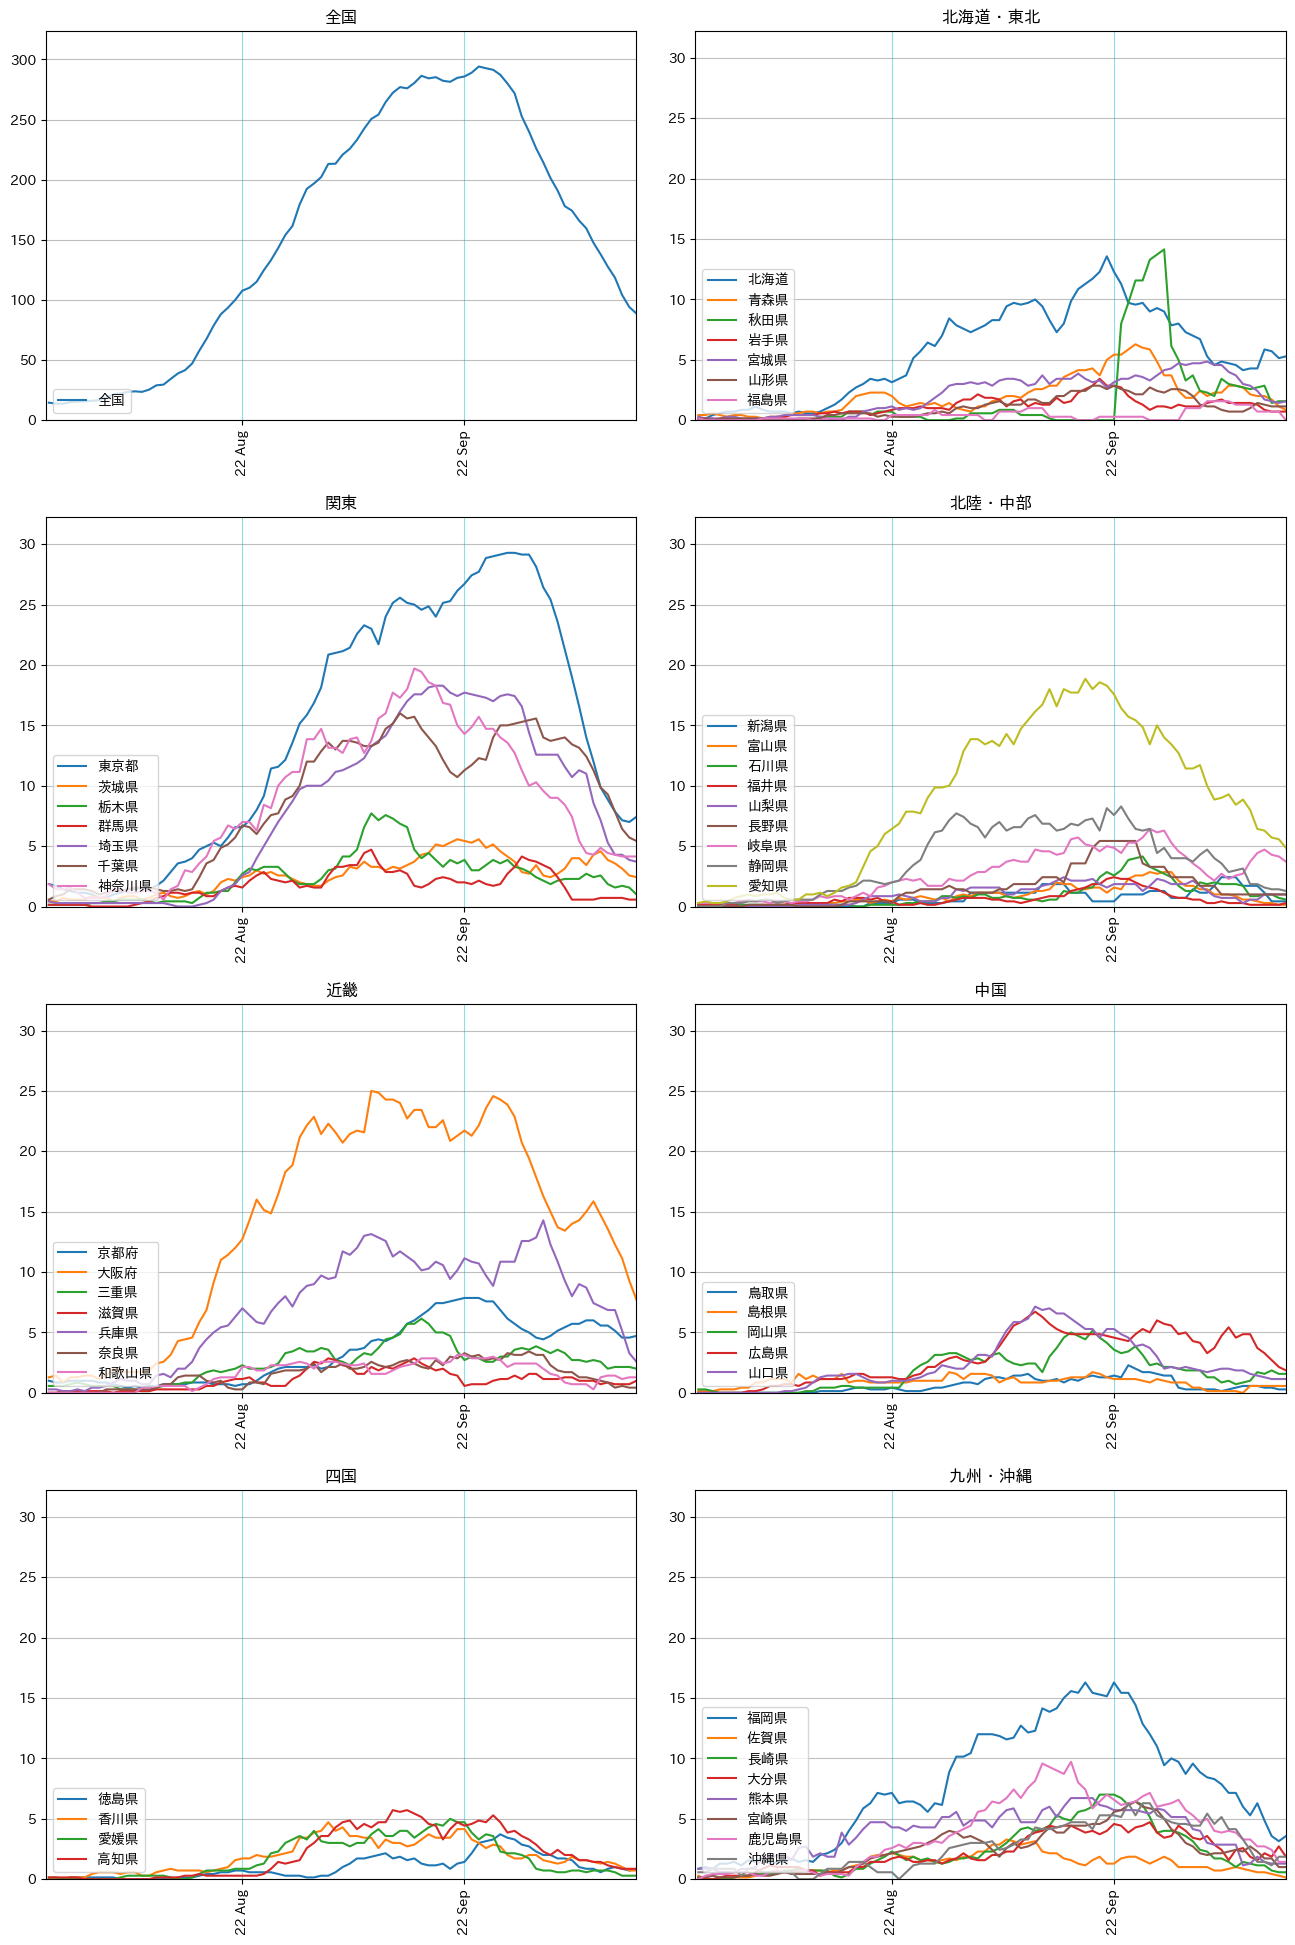 全国
300
250
200
150
100
50
0
全国
22 Aug
22 Sep
北海道・東北
30
25
20
15
10
5
0
北海道
青森県
秋田県
岩手県
宮城県
山形県
福島県
22 Aug
22 Sep
関東
30
25
20
15
10
5
0
東京都
茨城県
栃木県
群馬県
埼玉県
千葉県
神奈川県
22 Aug
22 Sep
北陸・中部
30
25
20
15
10
5
0
新潟県
富山県
石川県
福井県
山梨県
長野県
岐阜県
静岡県
愛知県
22 Aug
22 Sep
近畿
30
25
20
15
10
5
0
京都府
大阪府
三重県
滋賀県
兵庫県
奈良県
和歌山県
22 Aug
22 Sep
中国
30
25
20
15
10
5
0
鳥取県
島根県
岡山県
広島県
山口県
22 Aug
22 Sep
四国
30
25
20
15
10
5
0
徳島県
香川県
愛媛県
高知県
22 Aug
22 Sep
九州・沖縄
30
25
20
15
10
5
0
福岡県
佐賀県
長崎県
大分県
熊本県
宮崎県
鹿児島県
沖縄県
22 Aug
22 Sep